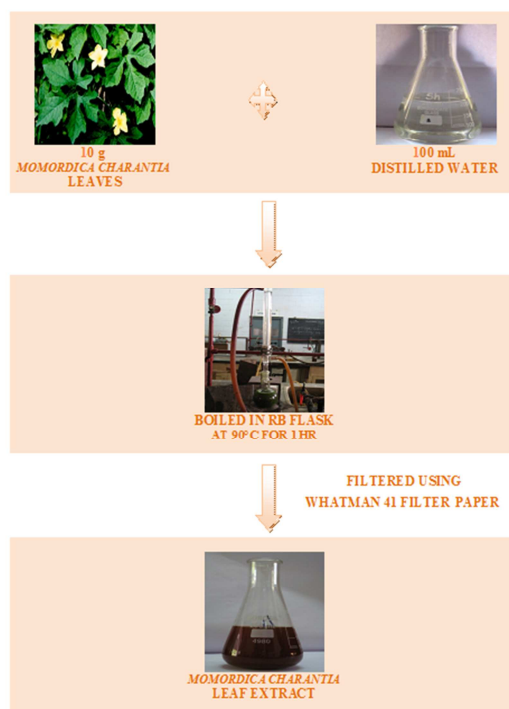 10 g
MOMORDICA CHARANTIA
LEAVES
100 mL
DISTILLED WATER
BOILED IN RB FLASK
AT 90°C FOR 1 HR
FILTERED USING
WHATMAN 41 FILTER PAPER
MOMORDICA CHARANTIA
LEAF EXTRACT